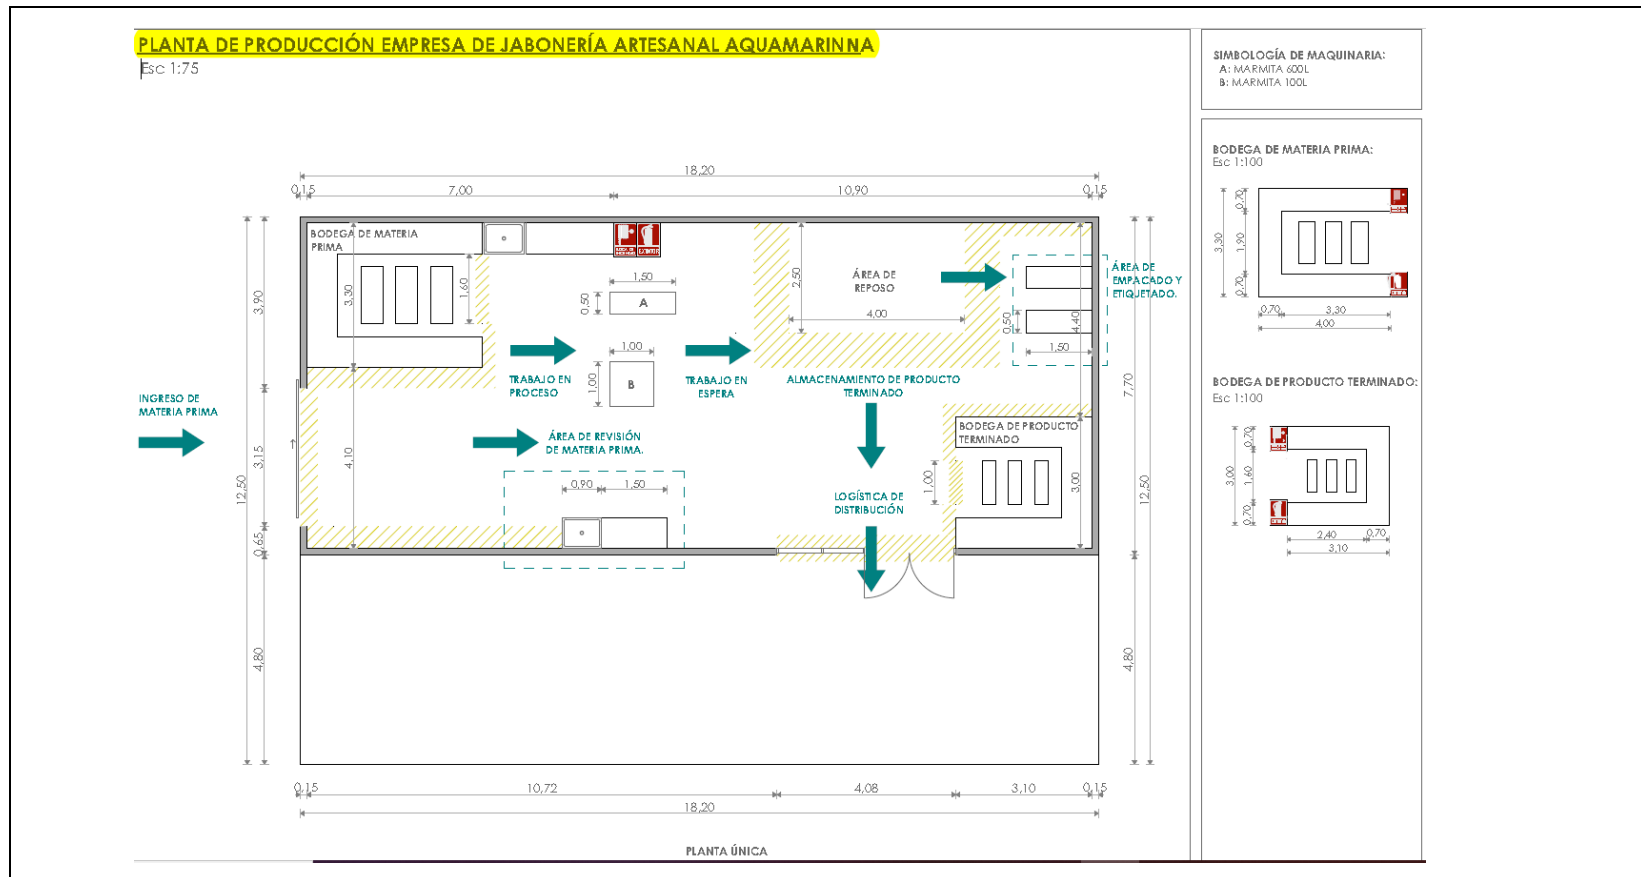 PLANTA DE PRODUCCIÓN EMPRESA DE JABONERÍA ARTESANAL AQUAMARINNA
Esc 1:75
SIMBOLOGÍA DE MAQUINARIA:
A: MARMITA 600L
B: MARMITA 100L
BODEGA DE MATERIA PRIMA:
Esc 1:100
0,70
1,90
0,70
3,30
0,70
3,30
4,00
BODEGA DE PRODUCTO TERMINADO:
Esc 1:100
0,70
1,60
0,70
3,00
2,40
0,70
3,10
18,20
0,15
7,00
10,90
0,15
BODEGA DE MATERIA
PRIMA
3,30
1,60
1,50
0,50
A
1,00
1,00
B
2,50
ÁREA DE
REPOSO
4,00
ÁREA DE
EMPACADO Y
ETIQUETADO.
0,50
4,40
1,50
3,90
3,15
0,65
12,50
4,80
TRABAJO EN
PROCESO
TRABAJO EN
ESPERA
ALMACENAMIENTO DE PRODUCTO
TERMINADO
INGRESO DE
MATERIA PRIMA
4,10
ÁREA DE REVISIÓN
DE MATERIA PRIMA.
0,90
1,50
BODEGA DE PRODUCTO
TERMINADO
1,00
3,00
LOGÍSTICA DE
DISTRIBUCIÓN
7,70
12,50
4,80
0,15
10,72
4,08
3,10
0,15
18,20
PLANTA ÚNICA